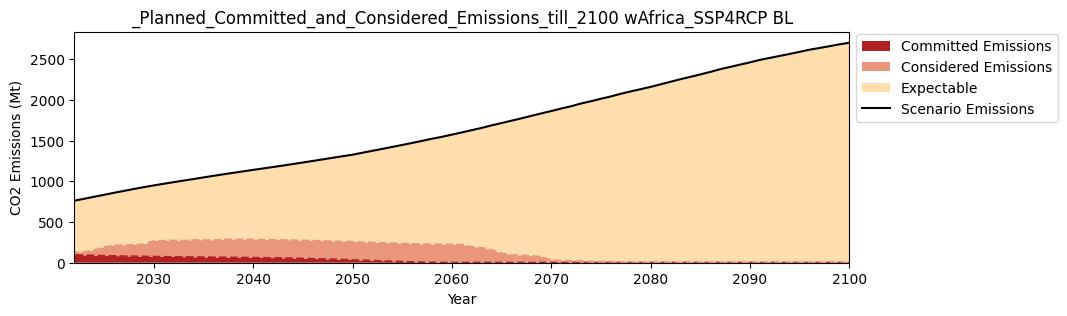 _Planned_Committed_and_Considered_Emissions_till_2100 wAfrica_SSP4RCP BL
CO2 Emissions (Mt)
2500
2000
1500
1000
500
0
2030 2040 2050 2060 2070 2080 2090 2100
Year
Committed Emissions
Considered Emissions
Expectable
Scenario Emissions